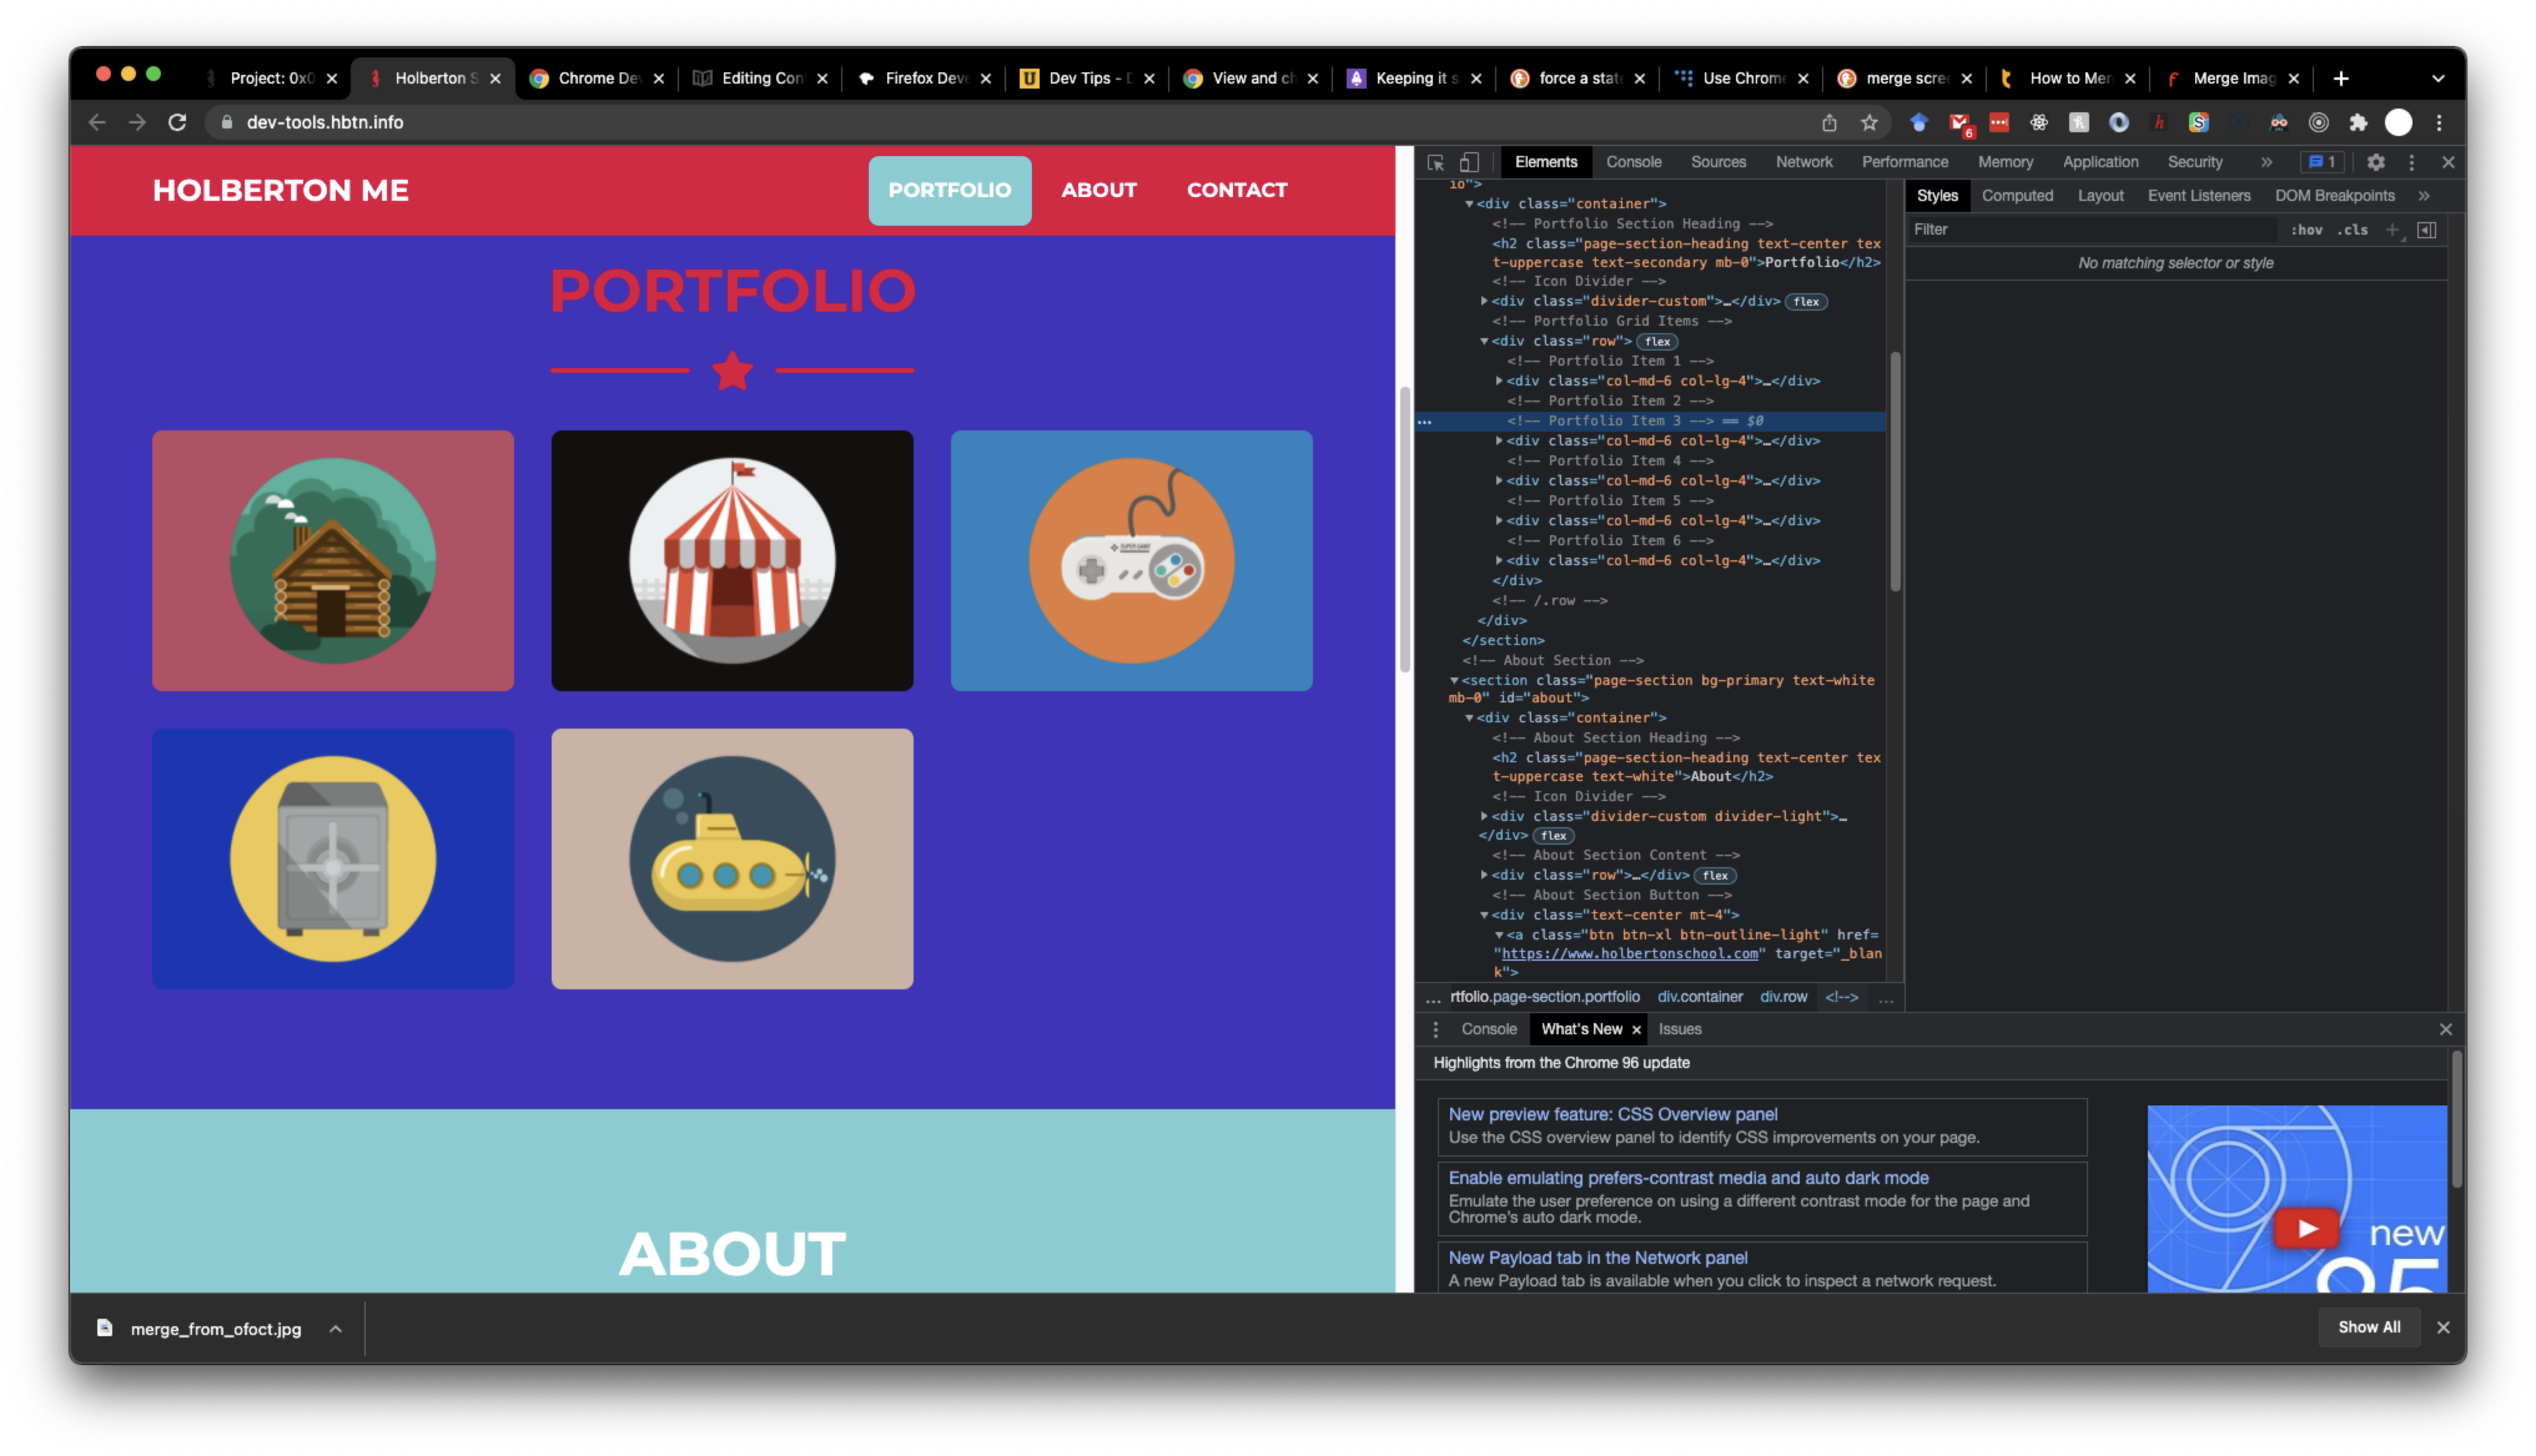 Project: 0x0
Holberton S
Chrome De
Editing Con
Firefox Deve
Dev Tips - D
View and ch
Keeping it s
force a stat
Use Chrome
merge scree
How to Mer
Merge Imag
dev-tools.hbtn.info
6
HOLBERTON ME
PORTFOLIO
ABOUT
CONTACT
PORTFOLIO
SUPER GAME
ABOUT
Elements
Console
Sources
Network
Performance
Memory
Application
Security
»
1
io">
▼<div class="container">
<!-- Portfolio Section Heading -->
<h2 class="page-section-heading text-center tex
t-uppercase text-secondary mb-0">Portfolio</h2>
<!-- Icon Divider -->
▶<div class="divider-custom">…</div> flex
<!-- Portfolio Grid Items -->
▼<div class="row"> flex
<!-- Portfolio Item 1 -->
▶<div class="col-md-6 col-lg-4">…</div>
<!-- Portfolio Item 2 -->
<!-- Portfolio Item 3 --> == $0
▶<div class="col-md-6 col-lg-4">…</div>
<!-- Portfolio Item 4 -->
▶<div class="col-md-6 col-lg-4">…</div>
<!-- Portfolio Item 5 -->
▶<div class="col-md-6 col-lg-4">…</div>
<!-- Portfolio Item 6 -->
▶<div class="col-md-6 col-lg-4">…</div>
</div>
<!-- /.row -->
</div>
</section>
<!-- About Section -->
▼<section class="page-section bg-primary text-white
mb-0" id="about">
▼<div class="container">
<!-- About Section Heading -->
<h2 class="page-section-heading text-center tex
t-uppercase text-white">About</h2>
<!-- Icon Divider -->
▶<div class="divider-custom divider-light">…
</div> flex
<!-- About Section Content -->
▶<div class="row">…</div> flex
<!-- About Section Button -->
▼<div class="text-center mt-4">
▼<a class="btn btn-xl btn-outline-light" href=
"https://www.holbertonschool.com" target="_blan
k">
… rtfolio.page-section.portfolio div.container div.row <!--> …
Styles
Computed
Layout
Event Listeners
DOM Breakpoints
»
Filter
:hov .cls +
No matching selector or style
Console
What's New ×
Issues
Highlights from the Chrome 96 update
New preview feature: CSS Overview panel
Use the CSS overview panel to identify CSS improvements on your page.
Enable emulating prefers-contrast media and auto dark mode
Emulate the user preference on using a different contrast mode for the page and
Chrome's auto dark mode.
New Payload tab in the Network panel
A new Payload tab is available when you click to inspect a network request.
new
merge_from_ofoct.jpg
Show All